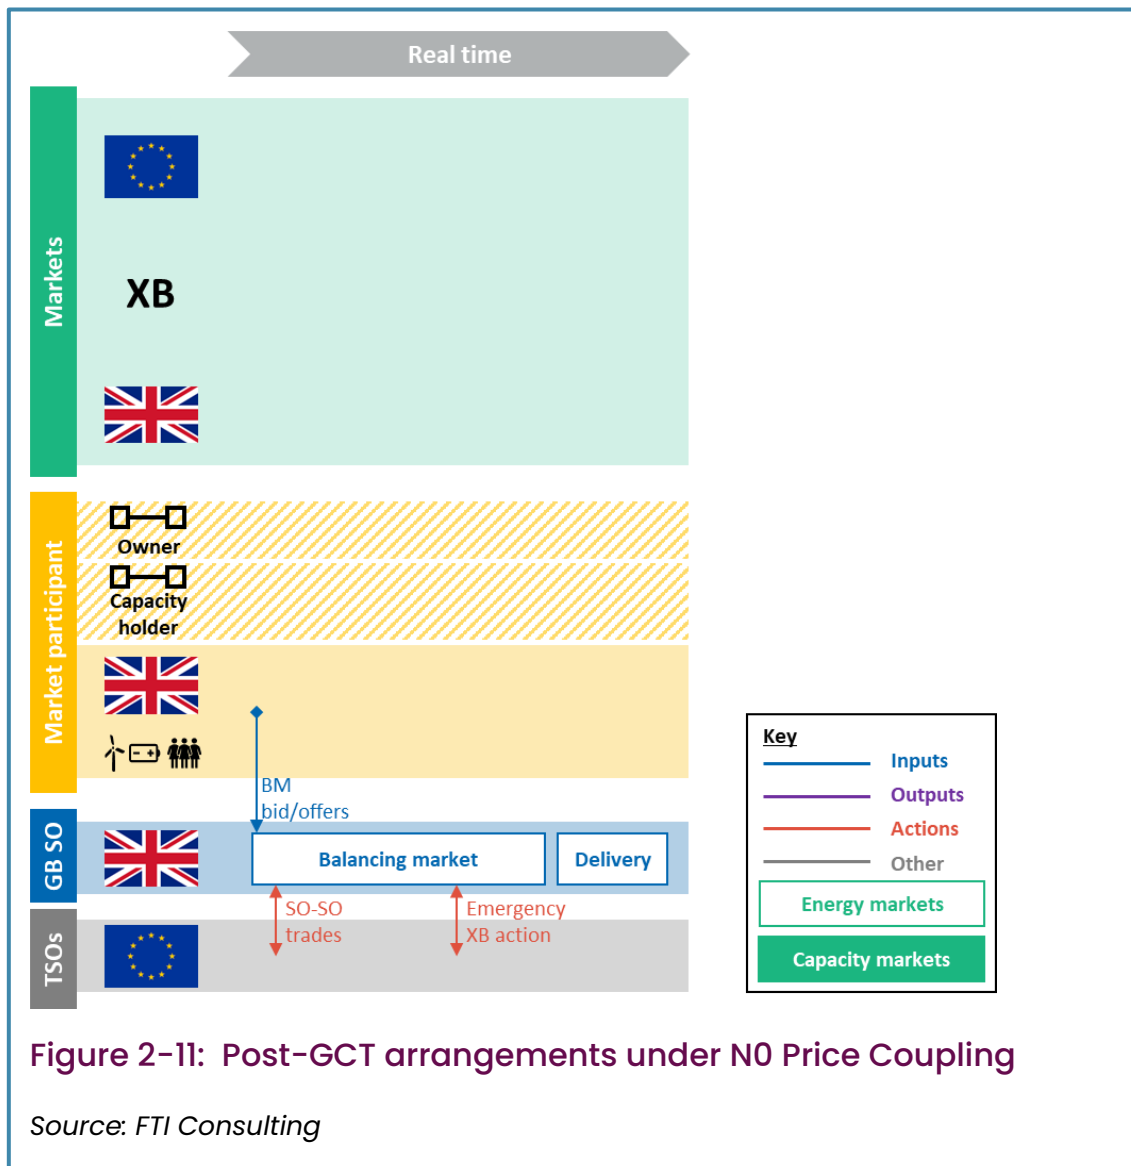 Real time
Markets
XB
Market participant
Owner
Capacity
holder
BM
bid/offers
GB SO
Balancing market
Delivery
SO-SO
trades
Emergency
XB action
TSOs
Key
Inputs
Outputs
Actions
Other
Energy markets
Capacity markets
Figure 2-11: Post-GCT arrangements under N0 Price Coupling
Source: FTI Consulting